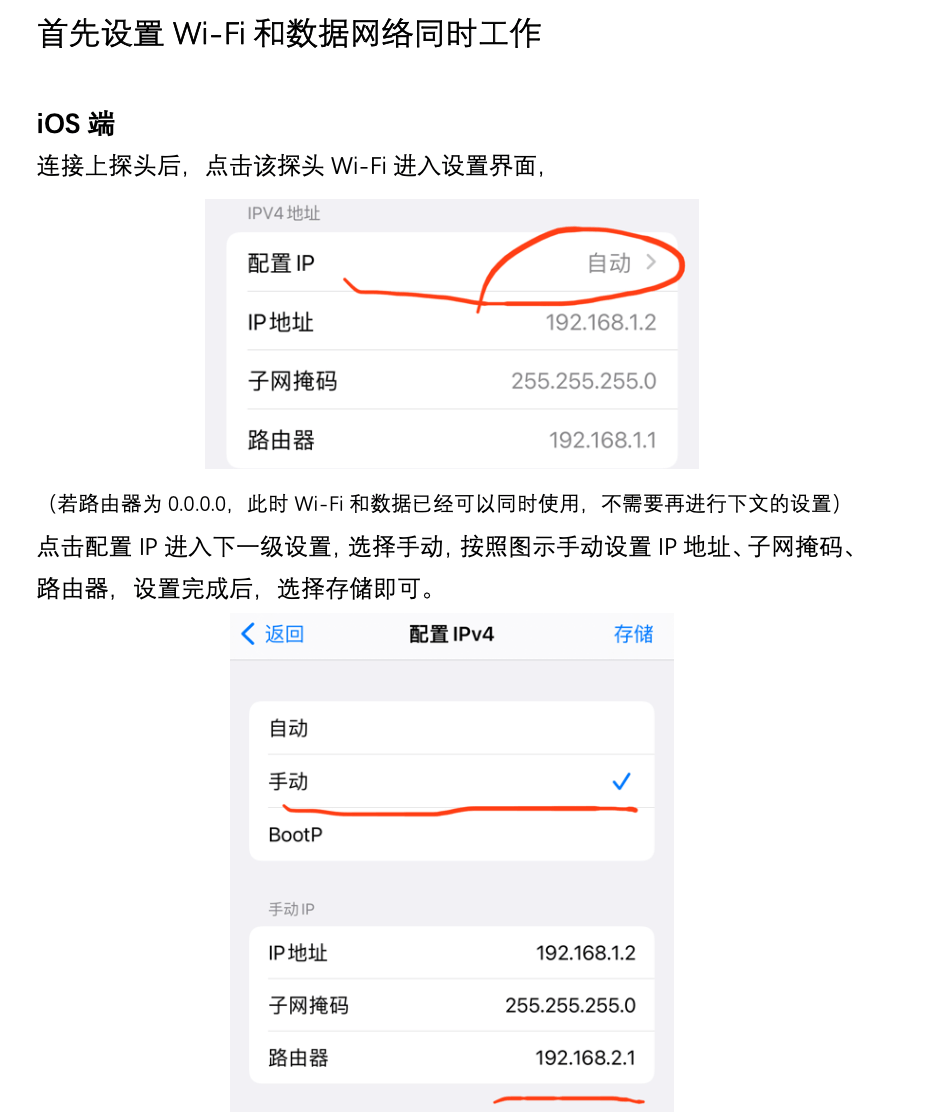 首先设置 Wi-Fi 和数据网络同时工作
iOS 端
连接上探头后，点击该探头 Wi-Fi 进入设置界面，
IPV4 地址
配置 IP 自动
IP 地址 192.168.1.2
子网掩码 255.255.255.0
路由器 192.168.1.1
（若路由器为 0.0.0.0，此时 Wi-Fi 和数据已经可以同时使用，不需要再进行下文的设置）
点击配置 IP 进入下一级设置，选择手动，按照图示手动设置 IP 地址、子网掩码、
路由器，设置完成后，选择存储即可。
返回 配置 IPv4 存储
自动
手动
BootP
手动 IP
IP 地址 192.168.1.2
子网掩码 255.255.255.0
路由器 192.168.2.1